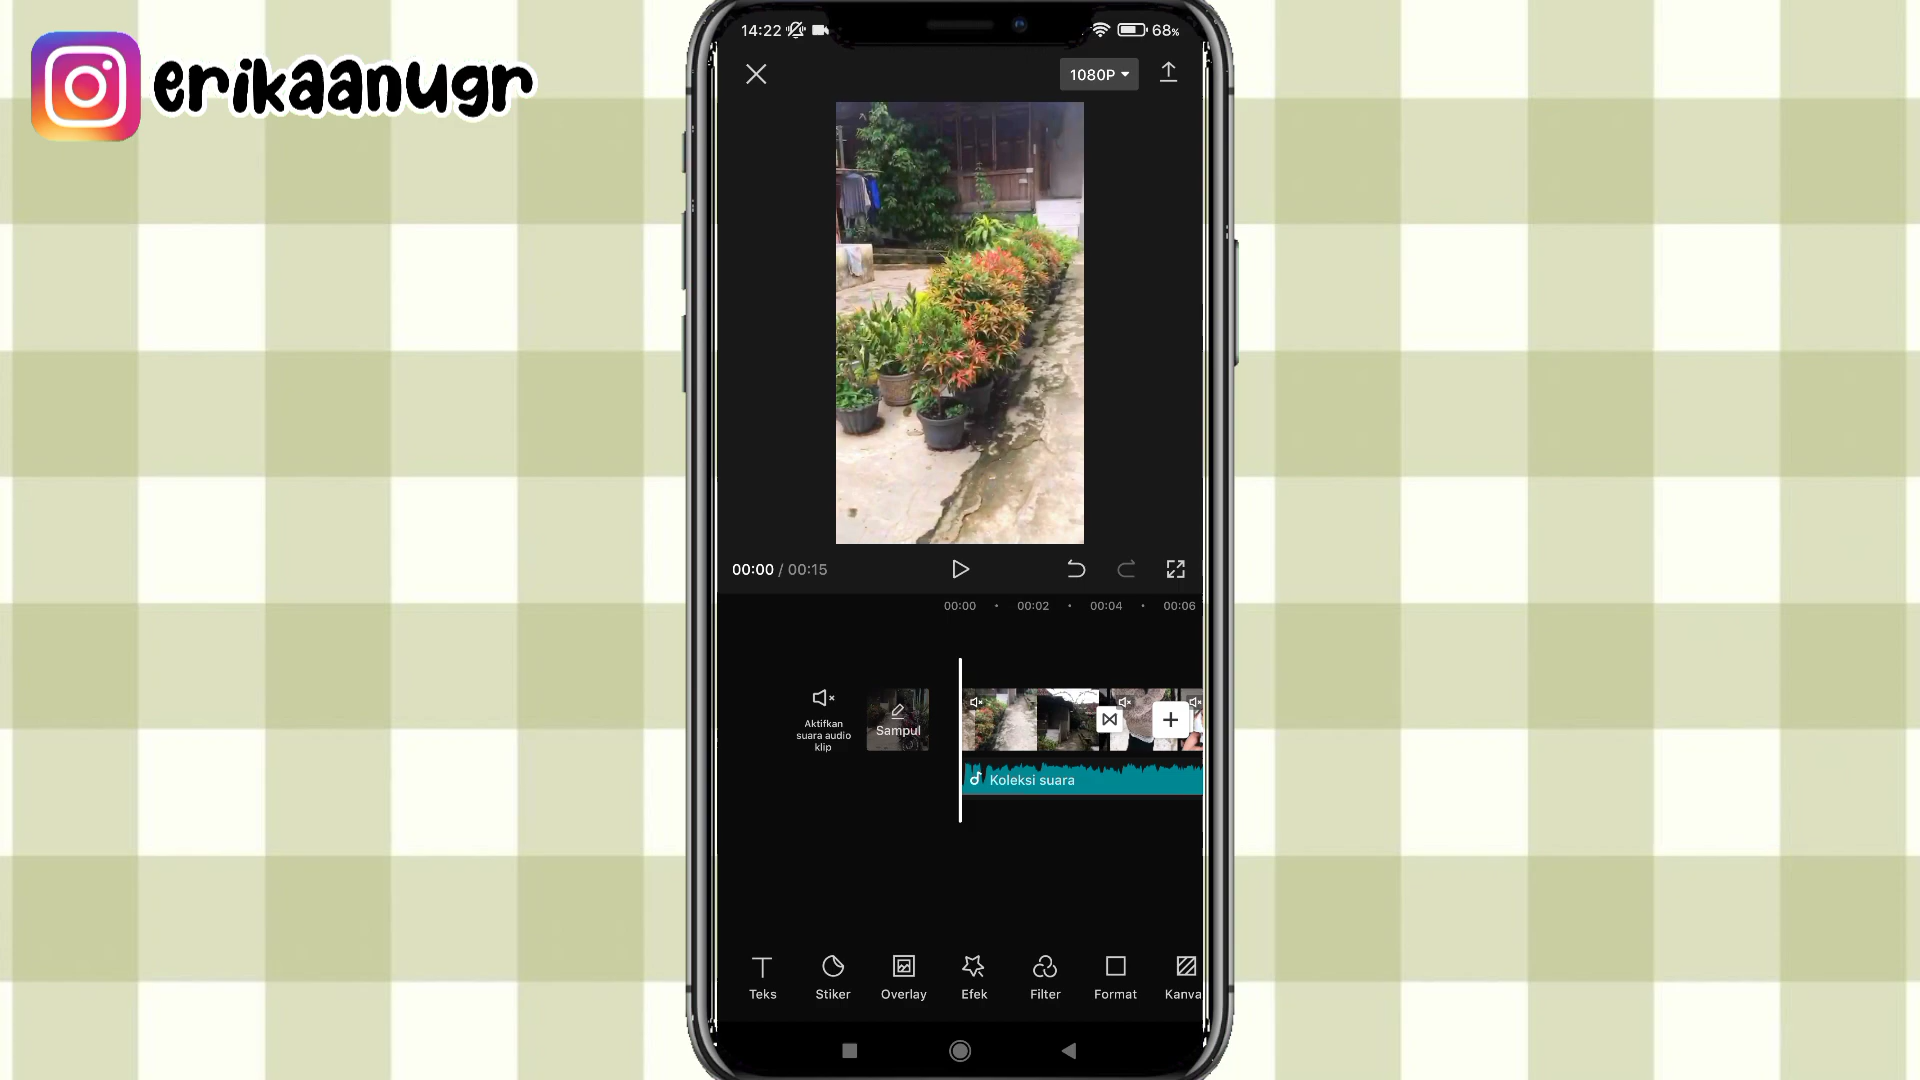 erikaanugr
14:22
68%
1080P
00:00 / 00:15
00:00
00:02
00:04
00:06
Aktifkan
suara audio
klip
Sampul
Koleksi suara
Teks
Stiker
Overlay
Efek
Filter
Format
Kanva